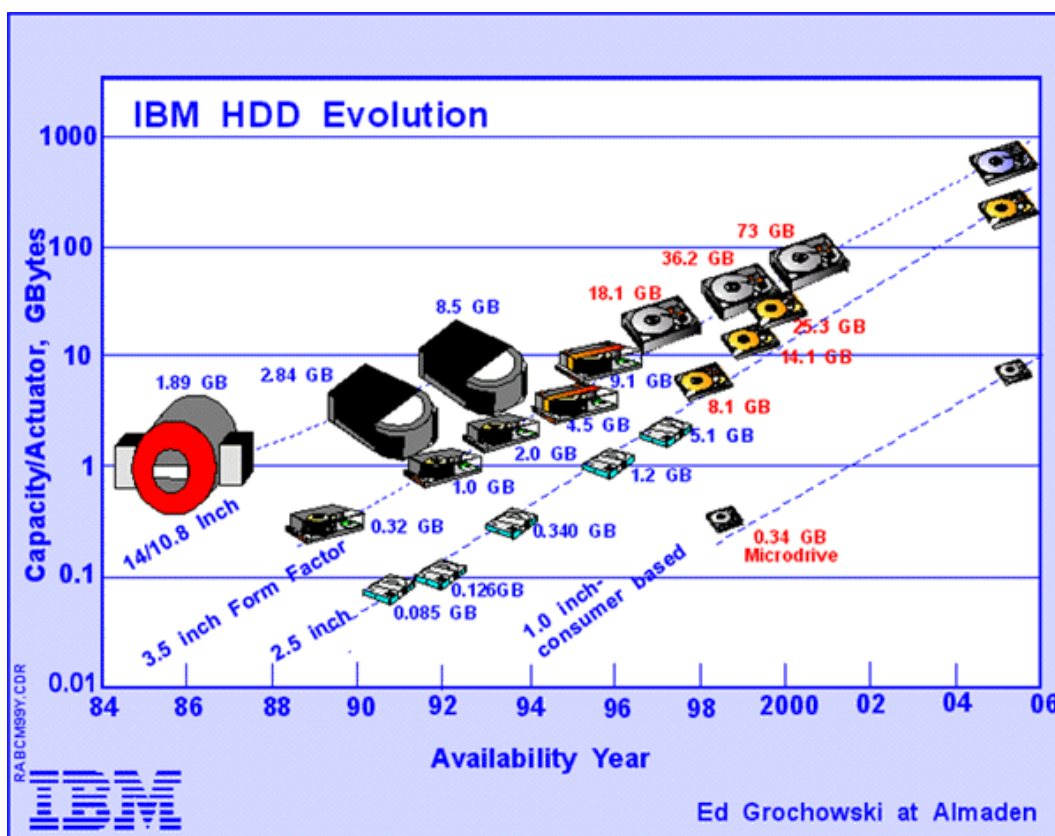 IBM HDD Evolution
1000
100
10
1
0.1
0.01
Capacity/Actuator, GBytes
1.89 GB
2.84 GB
8.5 GB
14/10.8 Inch
0.32 GB
1.0 GB
2.0 GB
4.5 GB
9.1 GB
18.1 GB
36.2 GB
73 GB
3.5 inch Form Factor
0.085 GB
0.126GB
0.340 GB
1.2 GB
5.1 GB
8.1 GB
14.1 GB
25.3 GB
2.5 inch
0.34 GB
Microdrive
1.0 inch-
consumer based
84 86 88 90 92 94 96 98 2000 02 04 06
Availability Year
RABCM99Y.CDR
IBM
Ed Grochowski at Almaden